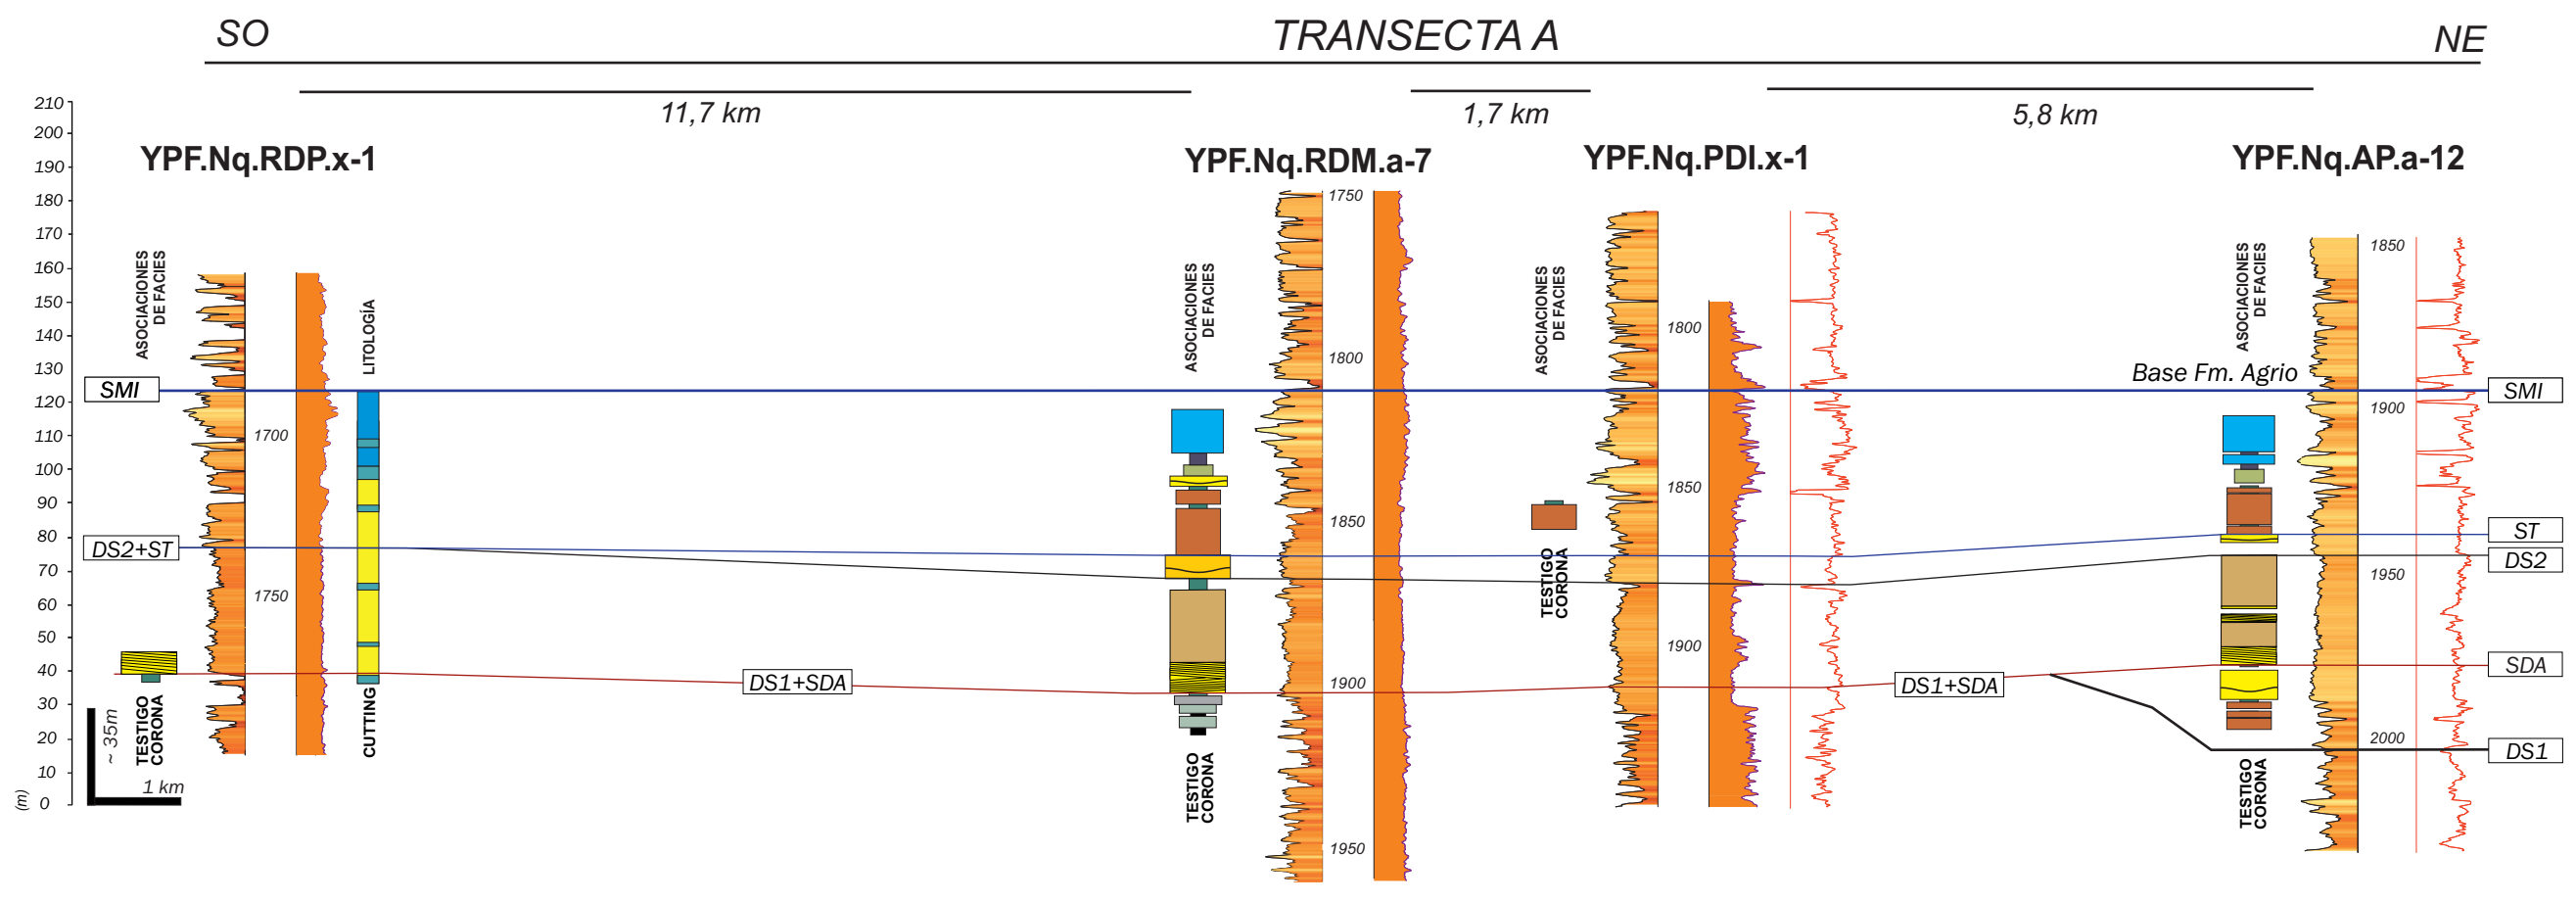 SO
TRANSECTA A
NE
11,7 km
1,7 km
5,8 km
YPF.Nq.RDP.x-1
YPF.Nq.RDM.a-7
YPF.Nq.PDI.x-1
YPF.Nq.AP.a-12
210
200
190
180
170
160
150
140
130
120
110
100
90
80
70
60
50
40
30
20
10
0
(m)
~ 35m
1 km
ASOCIACIONES
DE FACIES
TESTIGO
CORONA
1700
1750
LITOLOGÍA
CUTTING
SMI
DS2+ST
DS1+SDA
ASOCIACIONES
DE FACIES
TESTIGO
CORONA
1750
1800
1850
1900
1950
ASOCIACIONES
DE FACIES
TESTIGO
CORONA
1800
1850
1900
DS1+SDA
Base Fm. Agrio
ASOCIACIONES
DE FACIES
TESTIGO
CORONA
1850
1900
1950
2000
SMI
ST
DS2
SDA
DS1